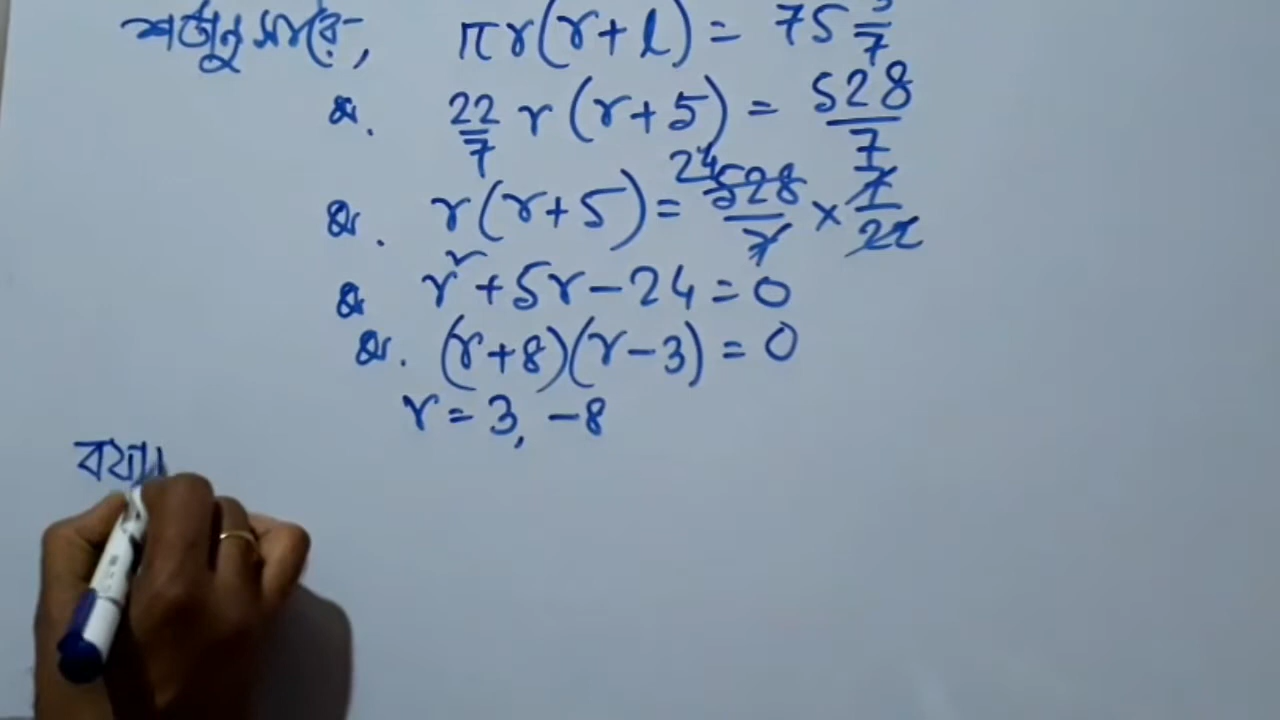 শর্তানুসারে, πr(r+l) = 75 3/7
বা. 22/7 r(r+5) = 528/7
বা. r(r+5) = 24 528/7 × 7/22
বা r² + 5r - 24 = 0
বা. (r+8)(r-3) = 0
r = 3, -8
ব্যা